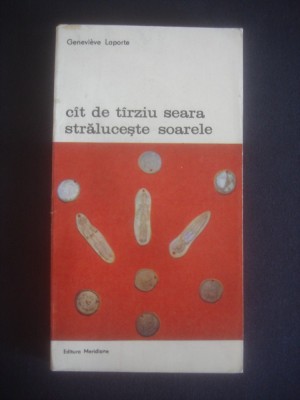 Geneviève Laporte
cît de tîrziu seara
strălucește soarele
Editura Meridiane